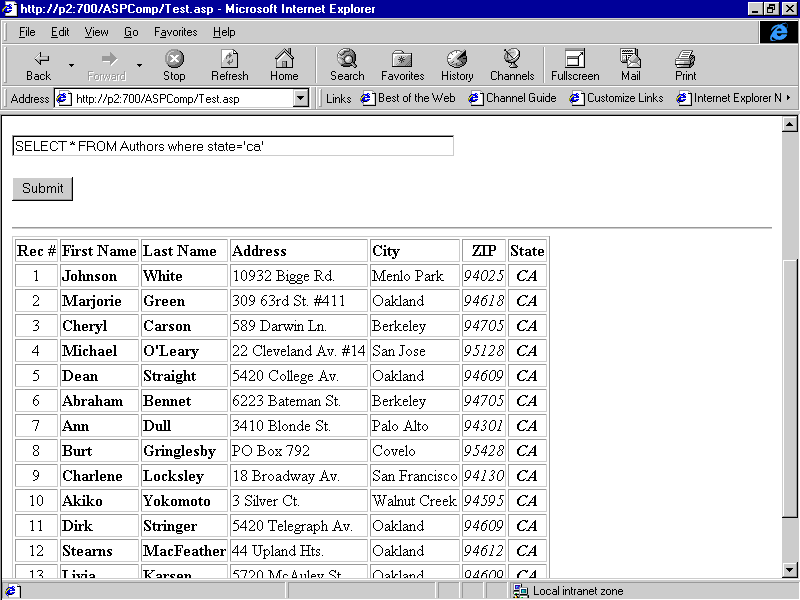 http://p2:700/ASPComp/Test.asp - Microsoft Internet Explorer
File Edit View Go Favorites Help
Back Forward Stop Refresh Home Search Favorites History Channels Fullscreen Mail Print
Address http://p2:700/ASPComp/Test.asp Links Best of the Web Channel Guide Customize Links Internet Explorer N
SELECT * FROM Authors where state='ca'
Submit
Rec # First Name Last Name Address City ZIP State
1 Johnson White 10932 Bigge Rd. Menlo Park 94025 CA
2 Marjorie Green 309 63rd St. #411 Oakland 94618 CA
3 Cheryl Carson 589 Darwin Ln. Berkeley 94705 CA
4 Michael O'Leary 22 Cleveland Av. #14 San Jose 95128 CA
5 Dean Straight 5420 College Av. Oakland 94609 CA
6 Abraham Bennet 6223 Bateman St. Berkeley 94705 CA
7 Ann Dull 3410 Blonde St. Palo Alto 94301 CA
8 Burt Gringlesby PO Box 792 Covelo 95428 CA
9 Charlene Locksley 18 Broadway Av. San Francisco 94130 CA
10 Akiko Yokomoto 3 Silver Ct. Walnut Creek 94595 CA
11 Dirk Stringer 5420 Telegraph Av. Oakland 94609 CA
12 Stearns MacFeather 44 Upland Hts. Oakland 94612 CA
13 Livia Karsen 5720 McAuley St. Oakland 94609 CA
Local intranet zone